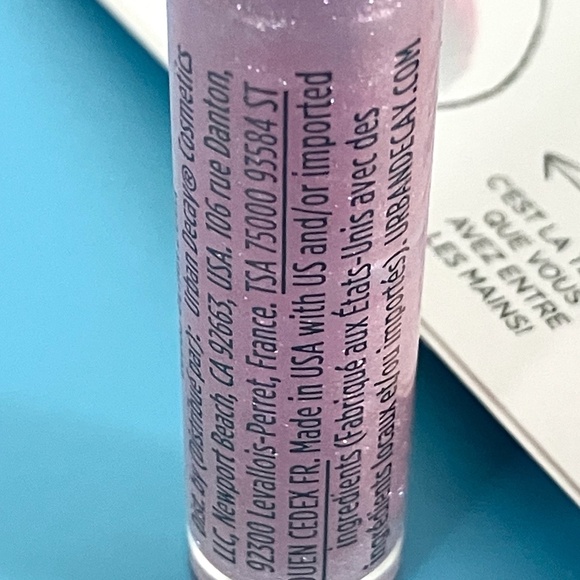 Dist. by (distribué par): Urban Decay® Cosmetics
LLC, Newport Beach, CA 92663, USA. 106 rue Danton,
92300 Levallois-Perret, France. TSA 75000 93584 ST
OUEN CEDEX FR. Made in USA with US and/or imported
ingredients (Fabriqué aux États-Unis avec des
ingrédients locaux et/ou importés). URBANDECAY.COM
C'EST LA
QUE VOUS
AVEZ ENTRE
LES MAINS!